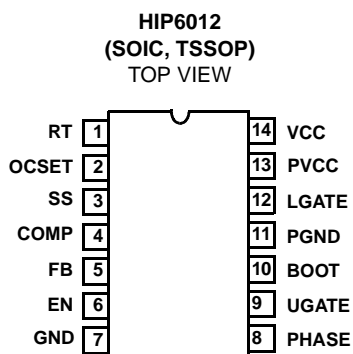 HIP6012
(SOIC, TSSOP)
TOP VIEW
RT 1 14 VCC
OCSET 2 13 PVCC
SS 3 12 LGATE
COMP 4 11 PGND
FB 5 10 BOOT
EN 6 9 UGATE
GND 7 8 PHASE